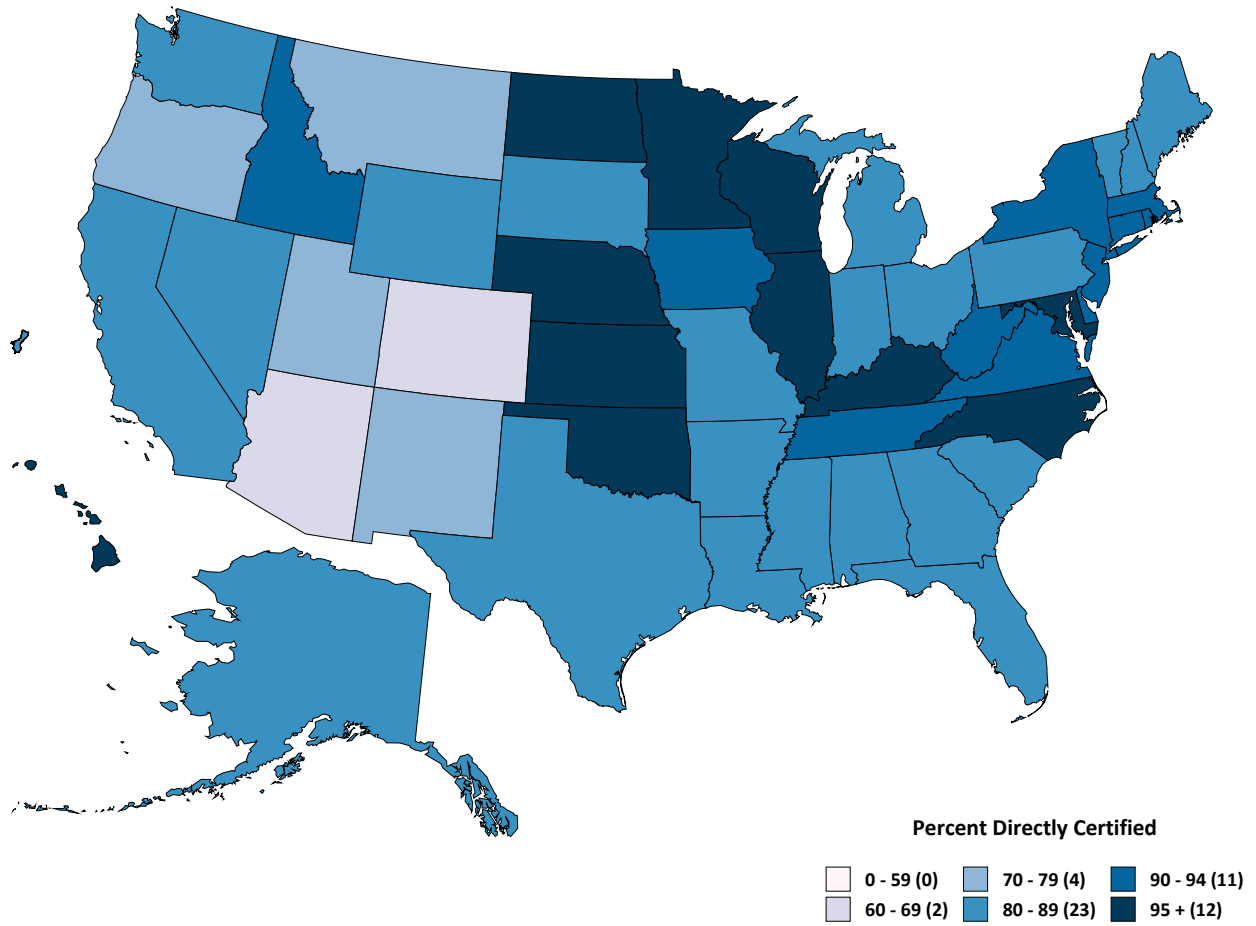 Percent Directly Certified
0 - 59 (0) 70 - 79 (4) 90 - 94 (11)
60 - 69 (2) 80 - 89 (23) 95 + (12)